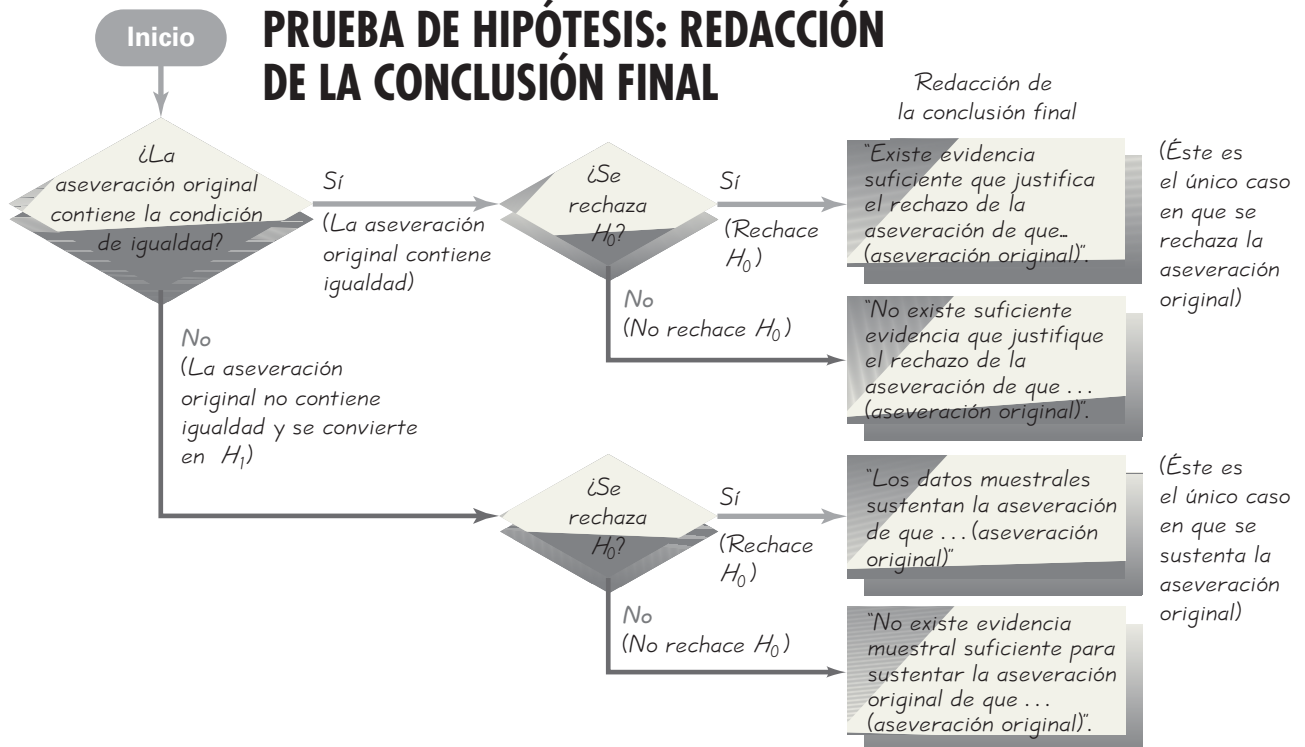 Inicio
PRUEBA DE HIPÓTESIS: REDACCIÓN
DE LA CONCLUSIÓN FINAL
Redacción de
la conclusión final
¿La
aseveración original
contiene la condición
de igualdad?
Sí
(La aseveración
original contiene
igualdad)
¿Se
rechaza
H₀?
Sí
(Rechace
H₀)
"Existe evidencia
suficiente que justifica
el rechazo de la
aseveración de que...
(aseveración original)".
(Éste es
el único caso
en que se
rechaza la
aseveración
original)
No
(No rechace H₀)
"No existe suficiente
evidencia que justifique
el rechazo de la
aseveración de que ...
(aseveración original)".
No
(La aseveración
original no contiene
igualdad y se convierte
en H₁)
¿Se
rechaza
H₀?
Sí
(Rechace
H₀)
"Los datos muestrales
sustentan la aseveración
de que ... (aseveración
original)"
(Éste es
el único caso
en que se
sustenta la
aseveración
original)
No
(No rechace H₀)
"No existe evidencia
muestral suficiente para
sustentar la aseveración
original de que ...
(aseveración original)".